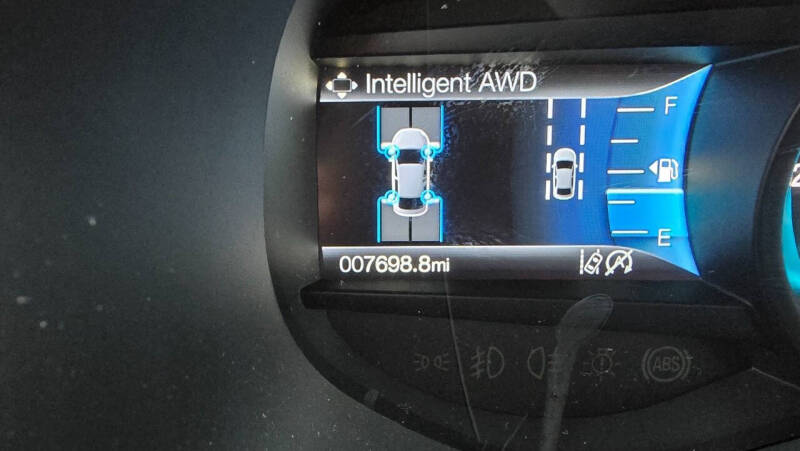 Intelligent AWD
F
E
007698.8mi
A
ABS